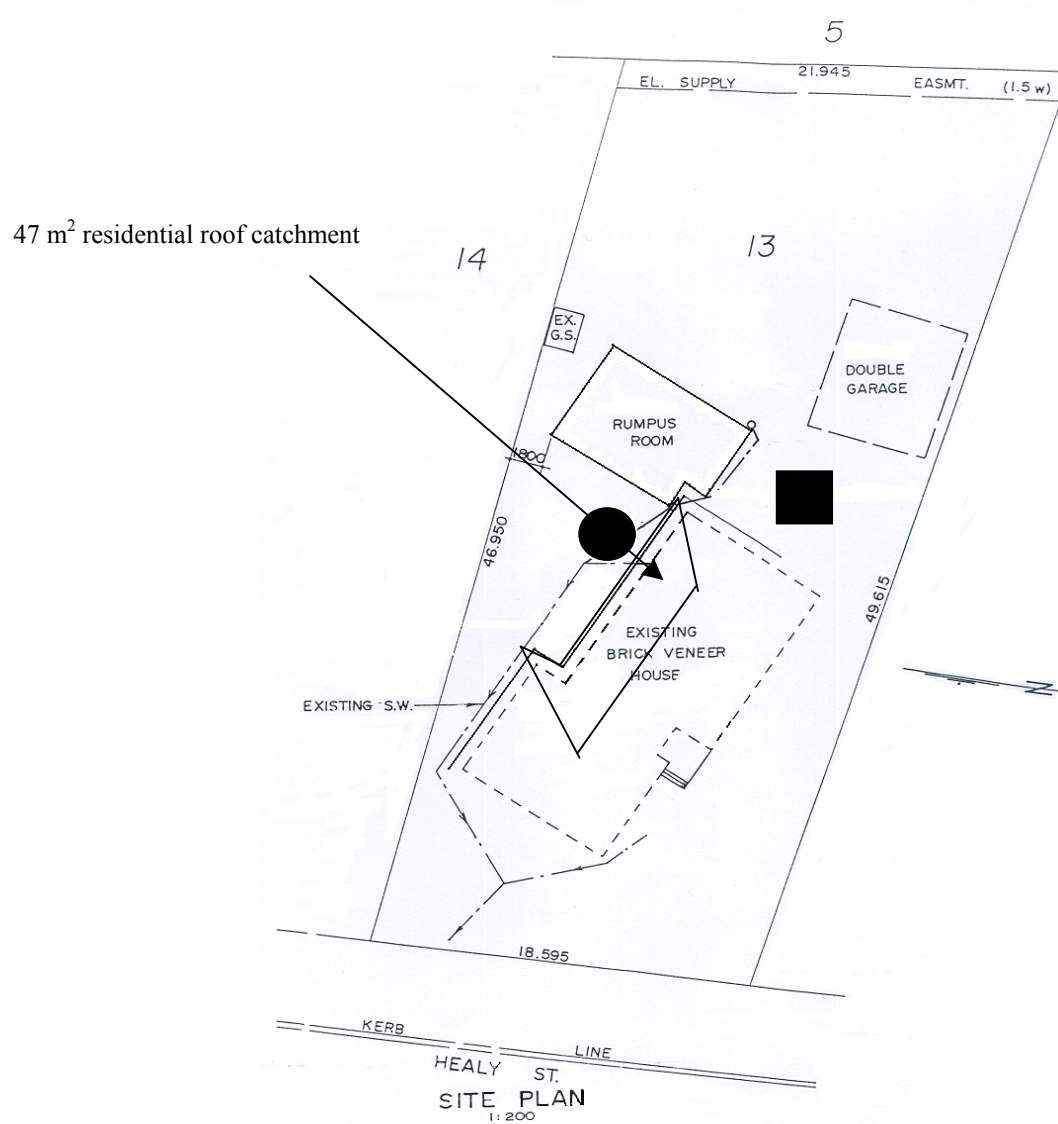 5
21.945
EL. SUPPLY EASMT. (1.5 w)
47 m² residential roof catchment
14
13
EX.
G.S.
DOUBLE
GARAGE
RUMPUS
ROOM
1800
46.950
49.615
EXISTING
BRICK VENEER
HOUSE
N
EXISTING S.W.
18.595
KERB
LINE
HEALY ST.
SITE PLAN
1:200